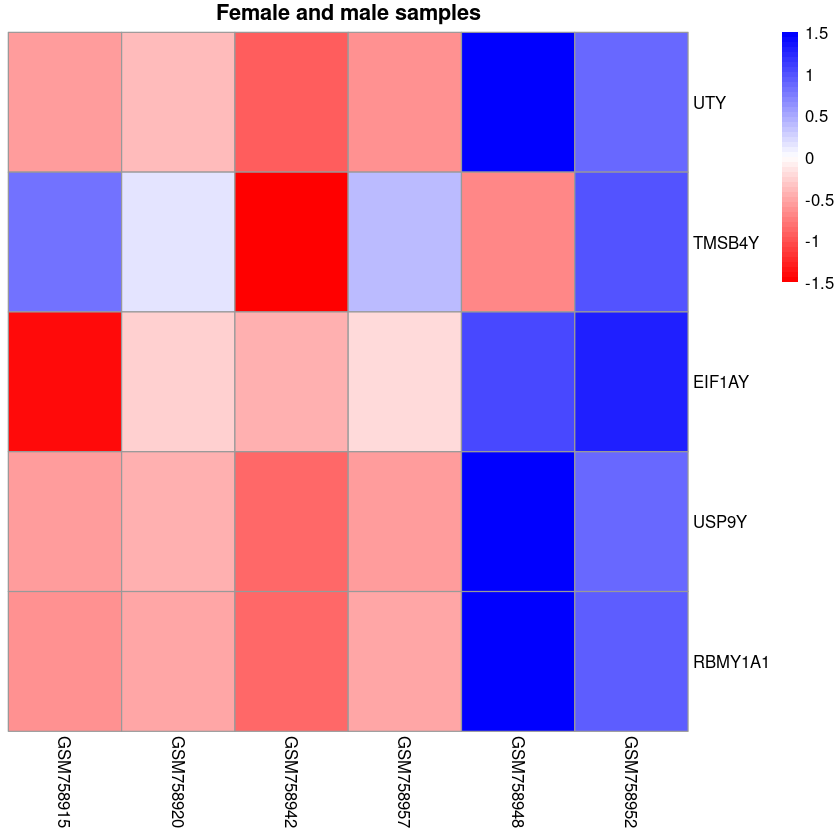 Female and male samples
1.5
1
0.5
0
-0.5
-1
-1.5
UTY
TMSB4Y
EIF1AY
USP9Y
RBMY1A1
GSM758915
GSM758920
GSM758942
GSM758957
GSM758948
GSM758952